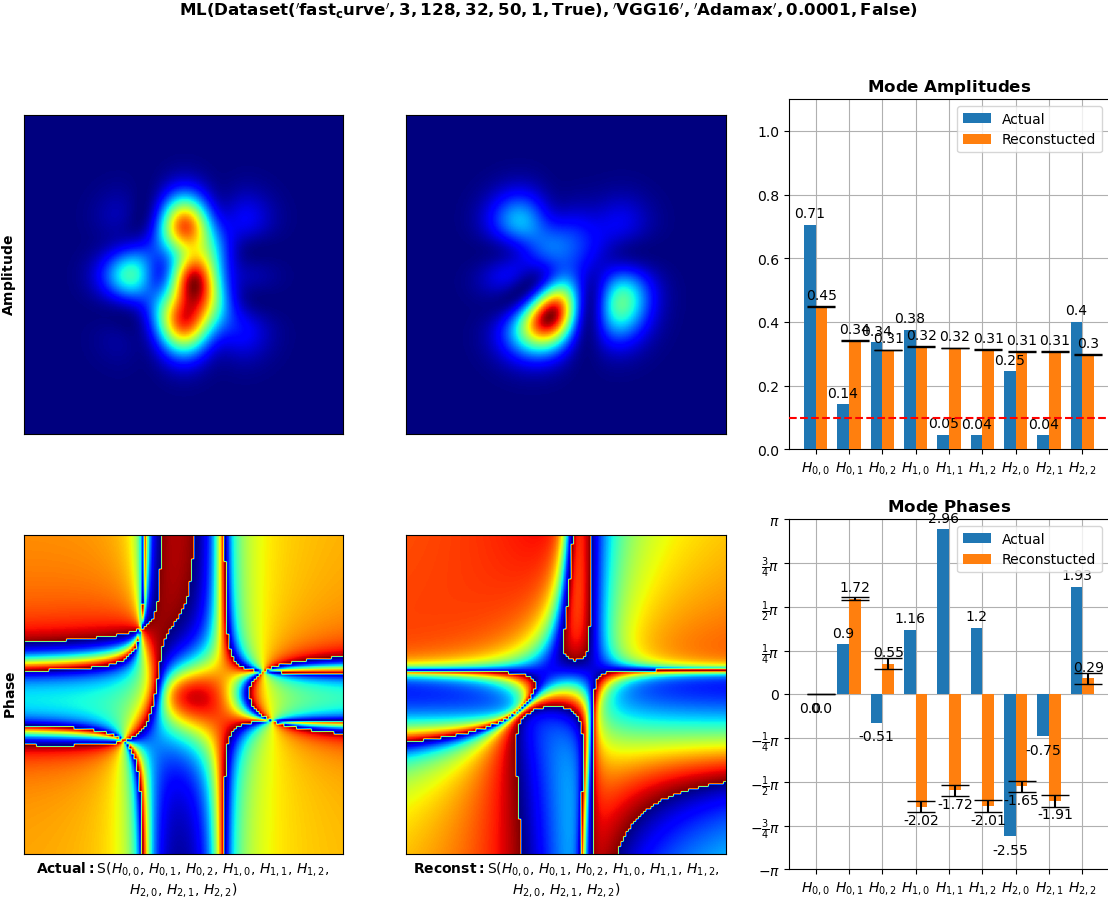 ML(Dataset('fast_curve', 3, 128, 32, 50, 1, True), 'VGG16', 'Adamax', 0.0001, False)
Amplitude
Mode Amplitudes
Actual
Reconstucted
1.0
0.8
0.6
0.4
0.2
0.0
0.71
0.45
0.14
0.34
0.34
0.31
0.38
0.32
0.05
0.32
0.04
0.31
0.25
0.31
0.04
0.31
0.4
0.3
H0,0 H0,1 H0,2 H1,0 H1,1 H1,2 H2,0 H2,1 H2,2
Phase
Actual: S(H0,0, H0,1, H0,2, H1,0, H1,1, H1,2,
H2,0, H2,1, H2,2)
Reconst: S(H0,0, H0,1, H0,2, H1,0, H1,1, H1,2,
H2,0, H2,1, H2,2)
Mode Phases
Actual
Reconstucted
π
3/4π
1/2π
1/4π
0
−1/4π
−1/2π
−3/4π
−π
0.0
0.0
0.9
1.72
-0.51
0.55
1.16
-2.02
2.96
-1.72
1.2
-2.01
-2.55
-1.65
-0.75
-1.91
1.93
0.29
H0,0 H0,1 H0,2 H1,0 H1,1 H1,2 H2,0 H2,1 H2,2